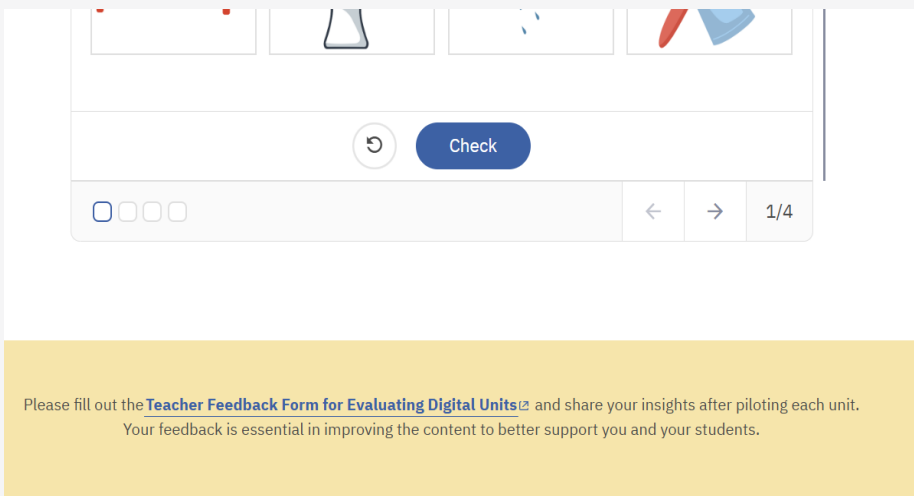 Check
1/4
Please fill out the Teacher Feedback Form for Evaluating Digital Units and share your insights after piloting each unit.
Your feedback is essential in improving the content to better support you and your students.